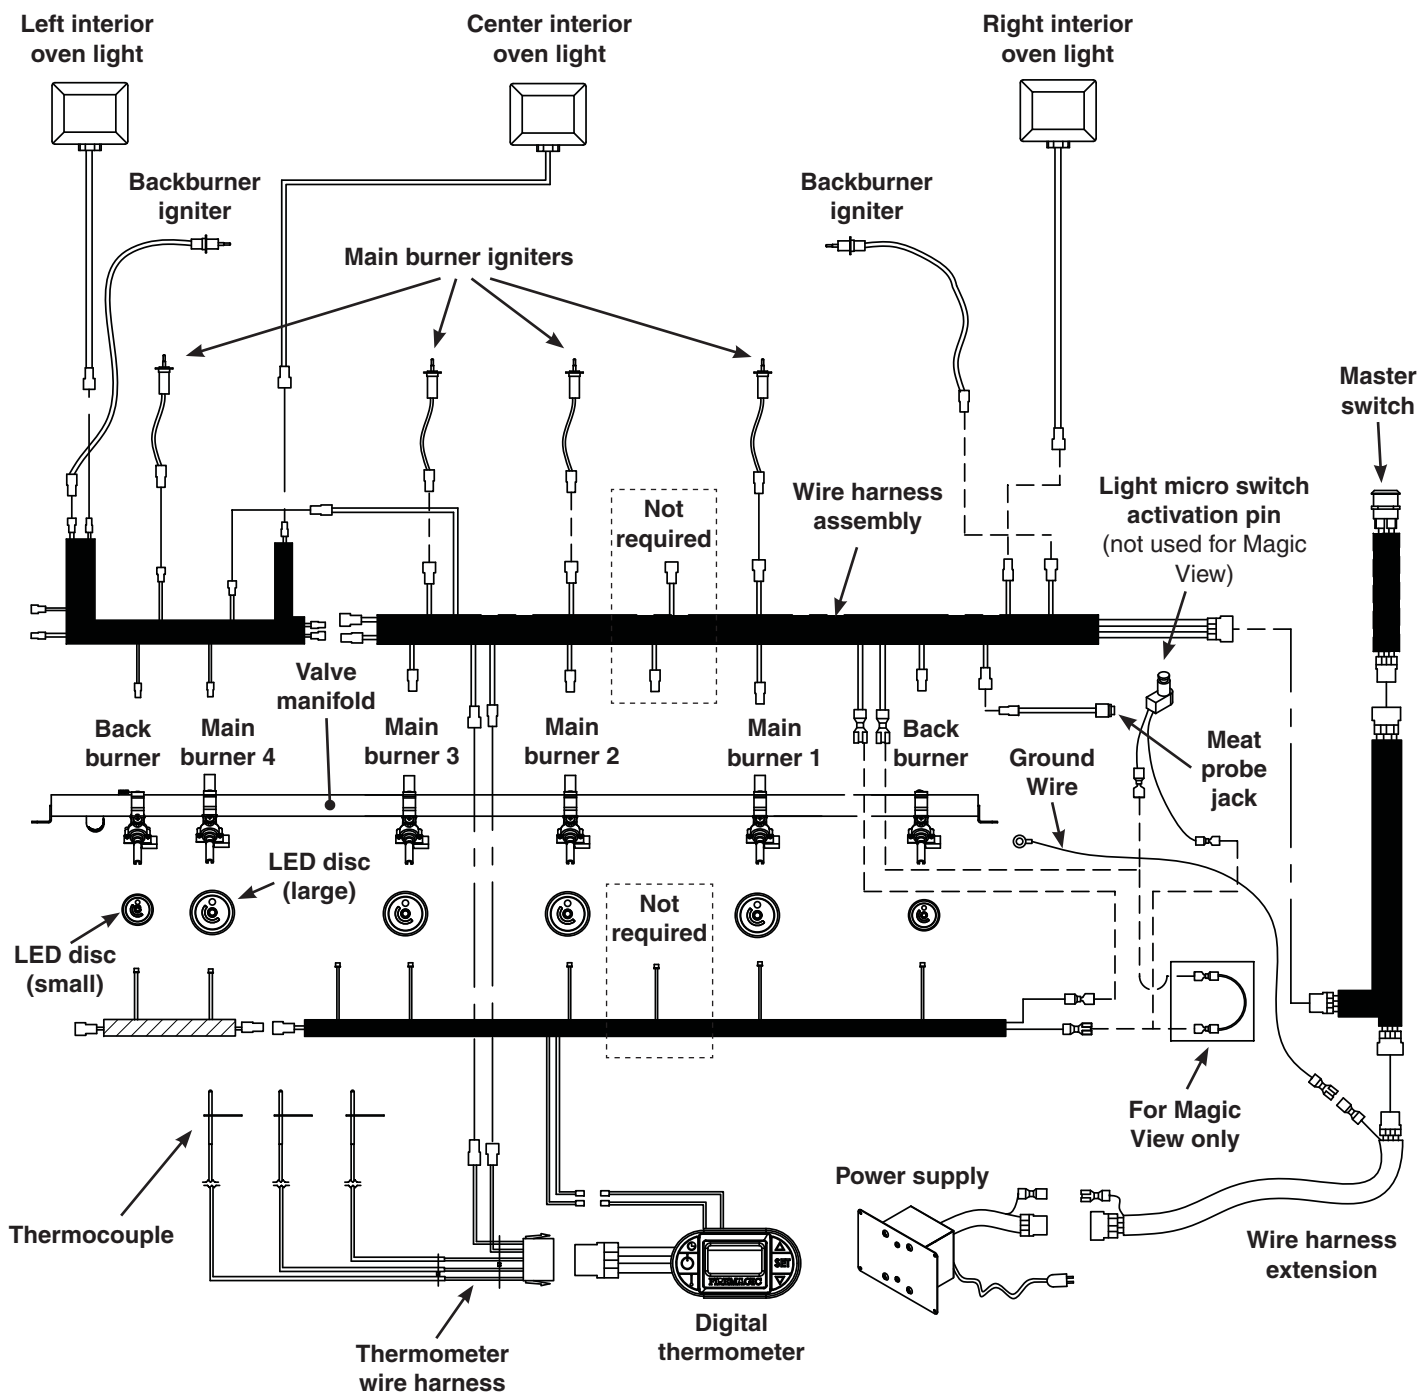 Left interior
oven light
Center interior
oven light
Right interior
oven light
Backburner
igniter
Backburner
igniter
Main burner igniters
Master
switch
Light micro switch
activation pin
(not used for Magic
View)
Wire harness
assembly
Not
required
Valve
manifold
Back
burner
Main
burner 4
Main
burner 3
Main
burner 2
Main
burner 1
Back
burner
Ground
Wire
Meat
probe
jack
LED disc
(large)
LED disc
(small)
Not
required
For Magic
View only
Power supply
Thermocouple
SET
FIREMAGIC
Wire harness
extension
Digital
thermometer
Thermometer
wire harness